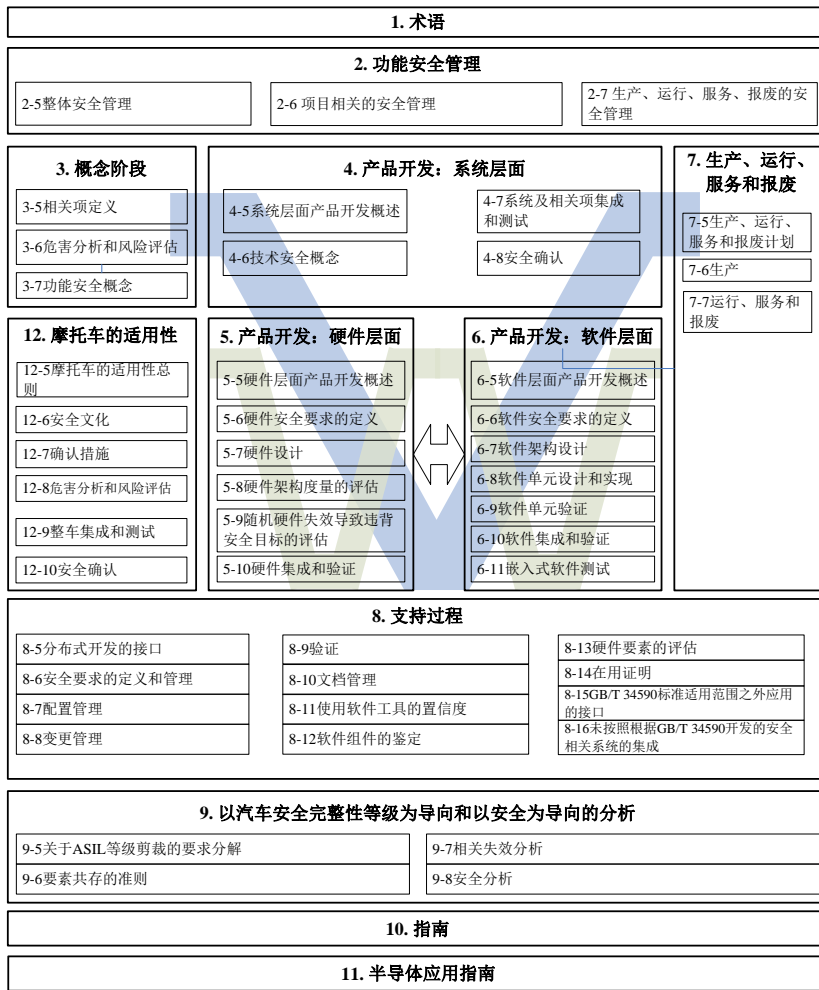 1. 术语
2. 功能安全管理
2-5整体安全管理
2-6 项目相关的安全管理
2-7 生产、运行、服务、报废的安
全管理
3. 概念阶段
3-5相关项定义
3-6危害分析和风险评估
3-7功能安全概念
4. 产品开发：系统层面
4-5系统层面产品开发概述
4-6技术安全概念
4-7系统及相关项集成
和测试
4-8安全确认
7. 生产、运行、
服务和报废
7-5生产、运行、
服务和报废计划
7-6生产
7-7运行、服务和
报废
12. 摩托车的适用性
12-5摩托车的适用性总
则
12-6安全文化
12-7确认措施
12-8危害分析和风险评估
12-9整车集成和测试
12-10安全确认
5. 产品开发：硬件层面
5-5硬件层面产品开发概述
5-6硬件安全要求的定义
5-7硬件设计
5-8硬件架构度量的评估
5-9随机硬件失效导致违背
安全目标的评估
5-10硬件集成和验证
6. 产品开发：软件层面
6-5软件层面产品开发概述
6-6软件安全要求的定义
6-7软件架构设计
6-8软件单元设计和实现
6-9软件单元验证
6-10软件集成和验证
6-11嵌入式软件测试
8. 支持过程
8-5分布式开发的接口
8-6安全要求的定义和管理
8-7配置管理
8-8变更管理
8-9验证
8-10文档管理
8-11使用软件工具的置信度
8-12软件组件的鉴定
8-13硬件要素的评估
8-14在用证明
8-15GB/T 34590标准适用范围之外应用
的接口
8-16未按照根据GB/T 34590开发的安全
相关系统的集成
9. 以汽车安全完整性等级为导向和以安全为导向的分析
9-5关于ASIL等级剪裁的要求分解
9-6要素共存的准则
9-7相关失效分析
9-8安全分析
10. 指南
11. 半导体应用指南